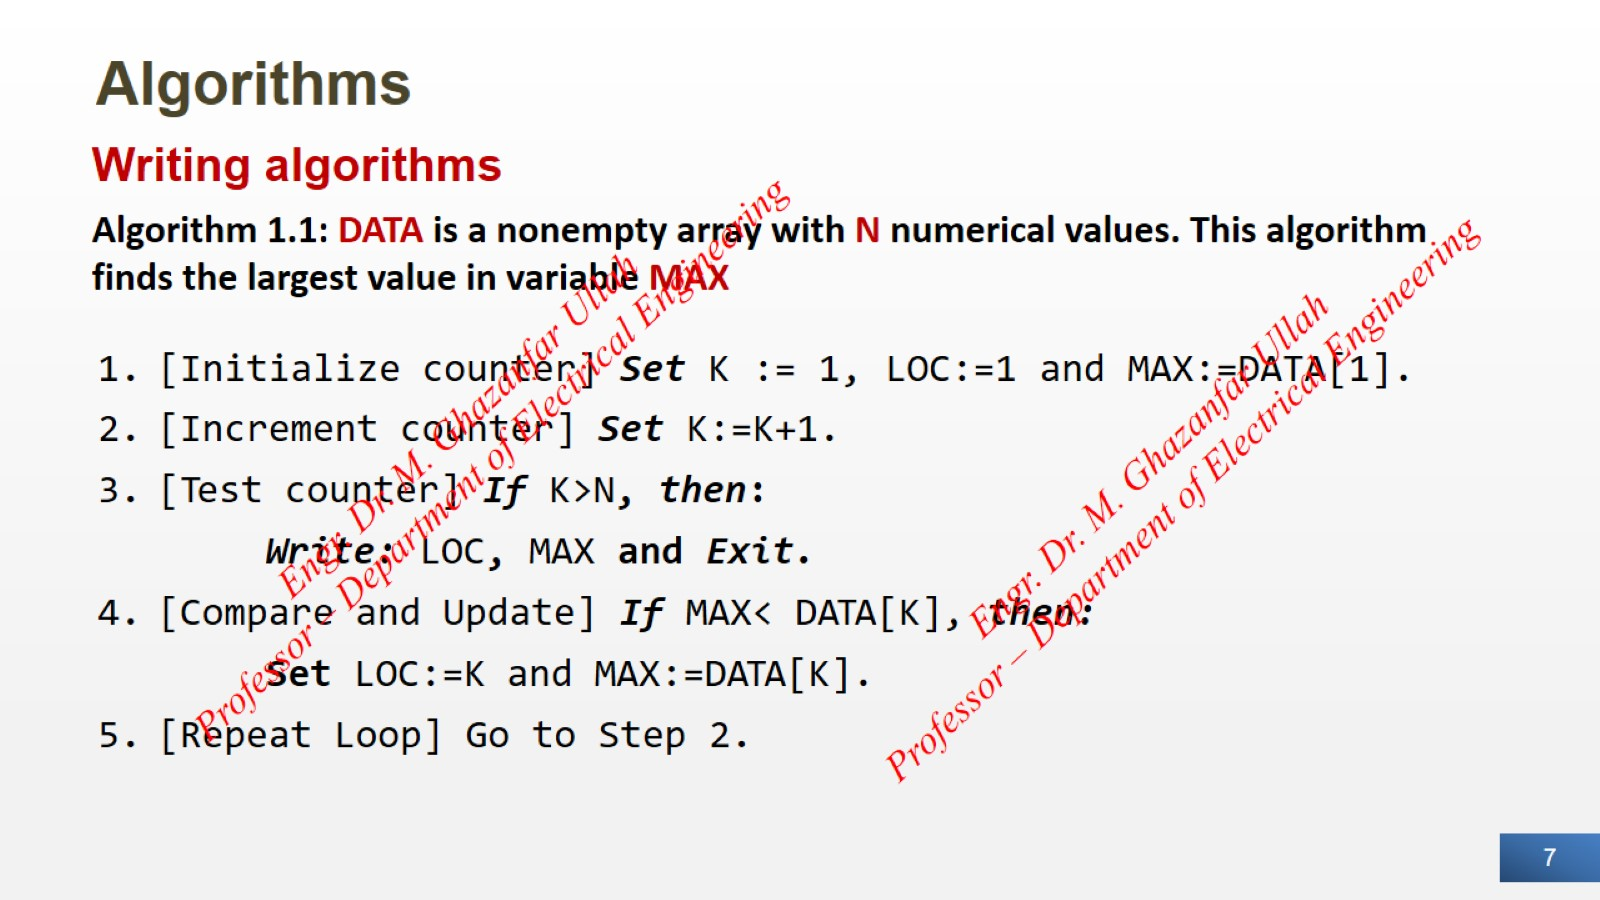 Algorithms
Writing algorithms
Algorithm 1.1: DATA is a nonempty array with N numerical values. This algorithm
finds the largest value in variable MAX
1. [Initialize counter] Set K := 1, LOC:=1 and MAX:=DATA[1].
2. [Increment counter] Set K:=K+1.
3. [Test counter] If K>N, then:
Write: LOC, MAX and Exit.
4. [Compare and Update] If MAX< DATA[K], then:
Set LOC:=K and MAX:=DATA[K].
5. [Repeat Loop] Go to Step 2.
Engr. Dr. M. Ghazanfar Ullah
Professor – Department of Electrical Engineering
Engr. Dr. M. Ghazanfar Ullah
Professor – Department of Electrical Engineering
7